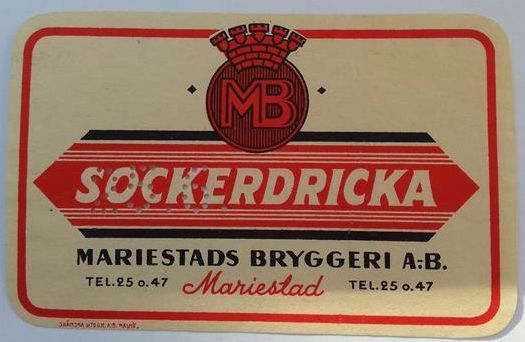 MB
SOCKERDRICKA
MARIESTADS BRYGGERI A:B.
TEL. 25 o. 47 Mariestad TEL. 25 o. 47